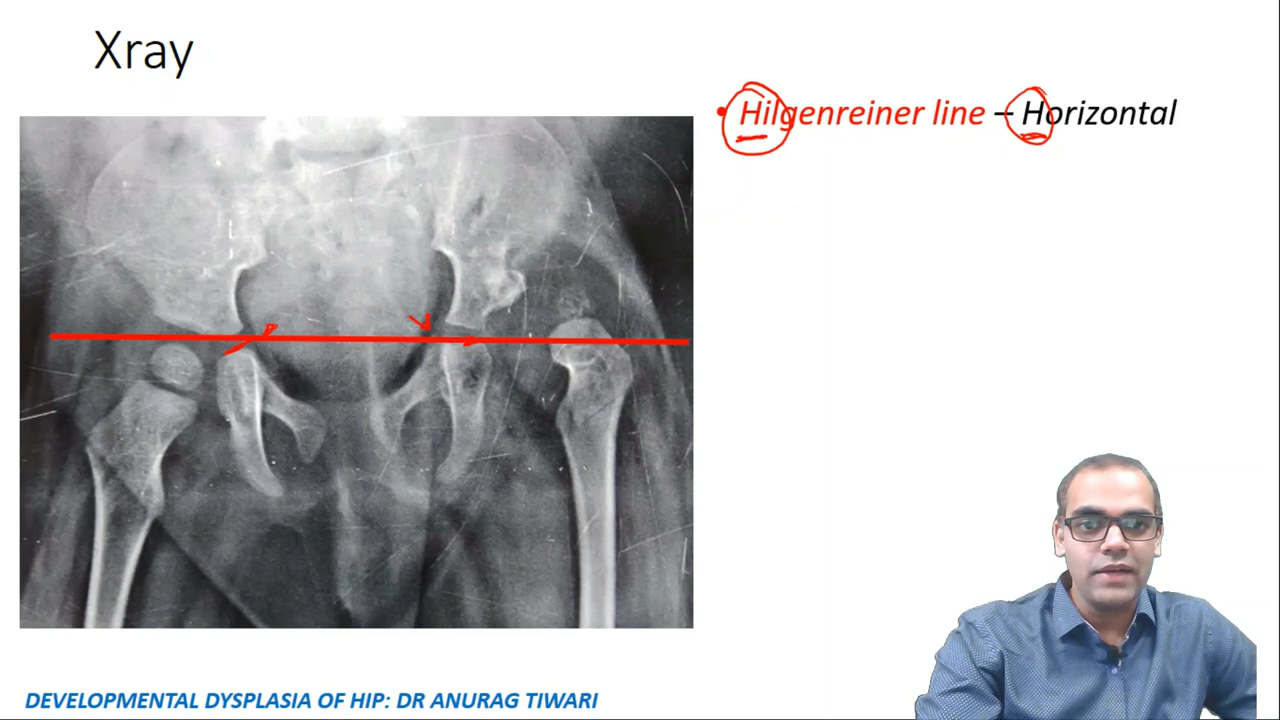 Xray
• Hilgenreiner line – Horizontal
DEVELOPMENTAL DYSPLASIA OF HIP: DR ANURAG TIWARI